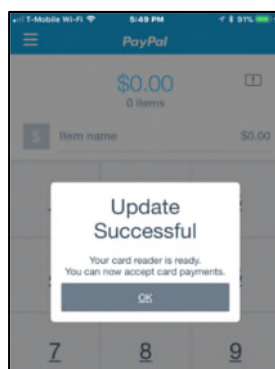 T-Mobile Wi-Fi 5:49 PM 91%
PayPal
$0.00
0 items
$ Item name $0.00
Update
Successful
Your card reader is ready.
You can now accept card payments.
OK
7 8 9